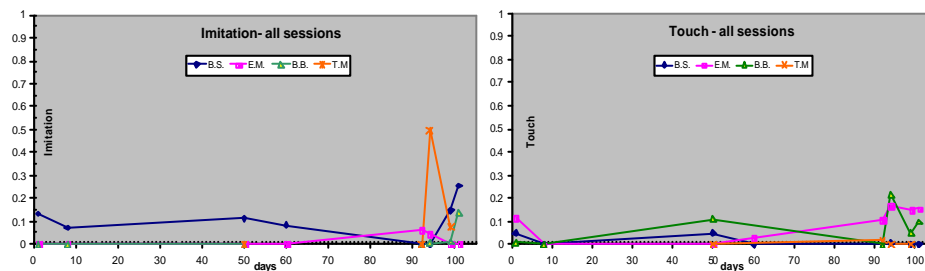 Imitation- all sessions
B.S. E.M. B.B. T.M
1
0.9
0.8
0.7
0.6
0.5
0.4
0.3
0.2
0.1
0
Imitation
0 10 20 30 40 50 60 70 80 90 100
days
Touch - all sessions
B.S. E.M. B.B. T.M
1
0.9
0.8
0.7
0.6
0.5
0.4
0.3
0.2
0.1
0
Touch
0 10 20 30 40 50 60 70 80 90 100
days